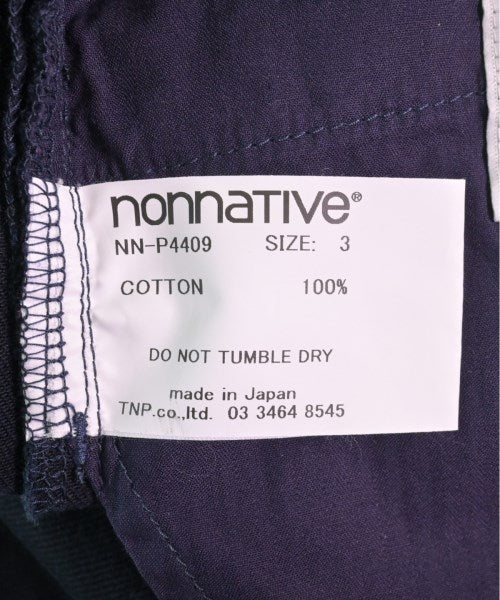 nonnaTIVe®
NN-P4409 SIZE: 3
COTTON 100%
DO NOT TUMBLE DRY
made in Japan
TNP.co.,ltd. 03 3464 8545